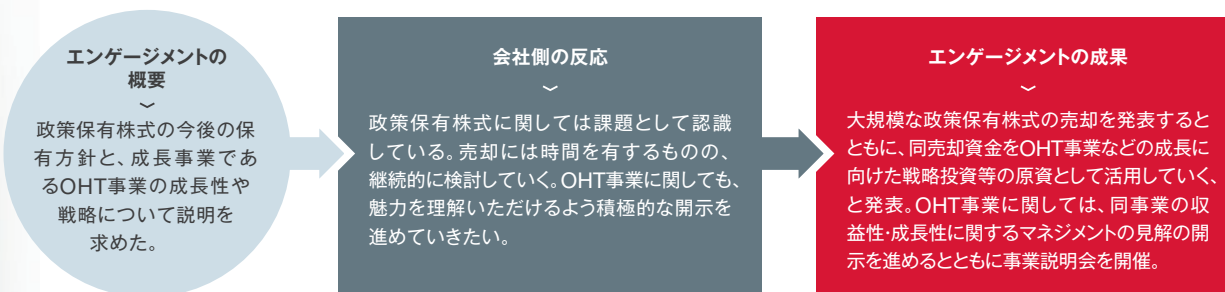 エンゲージメントの
概要
政策保有株式の今後の保
有方針と、成長事業であ
るOHT事業の成長性や
戦略について説明を
求めた。
会社側の反応
政策保有株式に関しては課題として認識
している。売却には時間を有するものの、
継続的に検討していく。OHT事業に関しても、
魅力を理解いただけるよう積極的な開示を
進めていきたい。
エンゲージメントの成果
大規模な政策保有株式の売却を発表すると
ともに、同売却資金をOHT事業などの成長に
向けた戦略投資等の原資として活用していく、
と発表。OHT事業に関しては、同事業の収
益性・成長性に関するマネジメントの見解の開
示を進めるとともに事業説明会を開催。